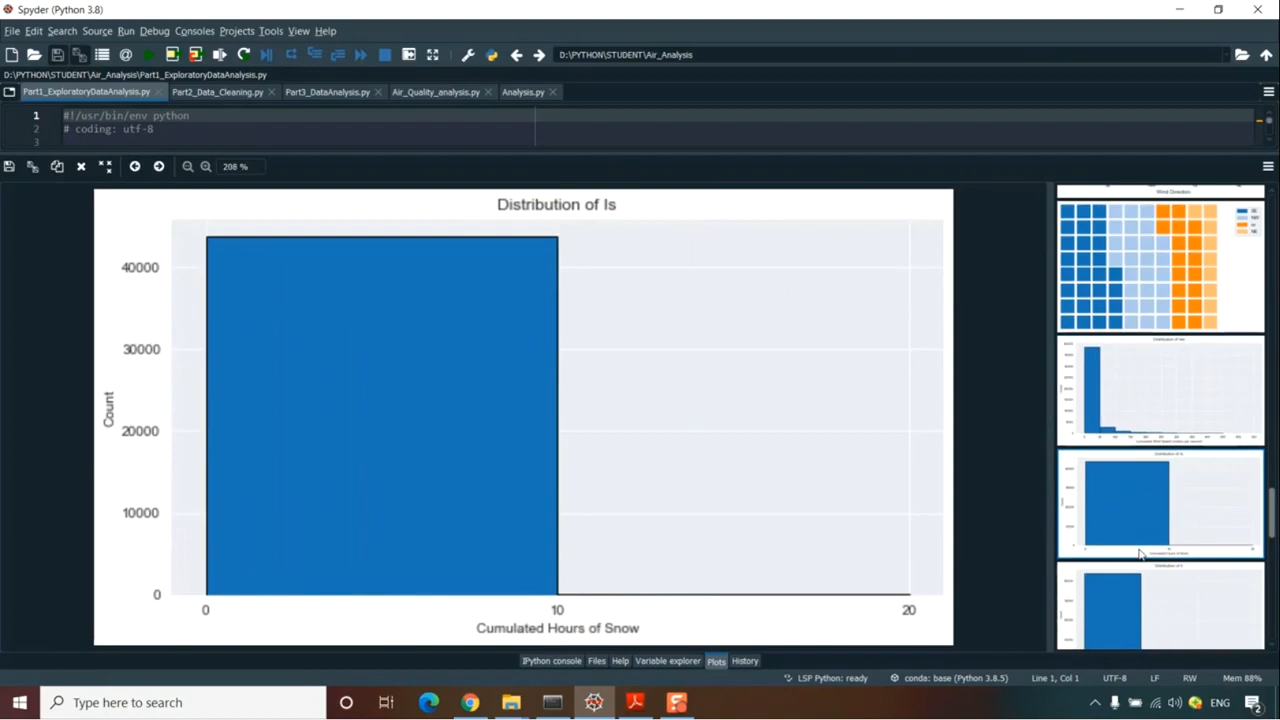 Spyder (Python 3.8)
File Edit Search Source Run Debug Consoles Projects Tools View Help
D:\PYTHON\STUDENT\Air_Analysis
D:\PYTHON\STUDENT\Air_Analysis\Part1_ExploratoryDataAnalysis.py
Part1_ExploratoryDataAnalysis.py Part2_Data_Cleaning.py Part3_DataAnalysis.py Air_Quality_analysis.py Analysis.py
1 #!/usr/bin/env python
2 # coding: utf-8
3
208 %
Distribution of Is
40000
30000
20000
10000
0
Count
0 10 20
Cumulated Hours of Snow
Wind Direction
IPython console Files Help Variable explorer Plots History
LSP Python: ready conda: base (Python 3.8.5) Line 1, Col 1 UTF-8 LF RW Mem 88%
Type here to search
ENG
2